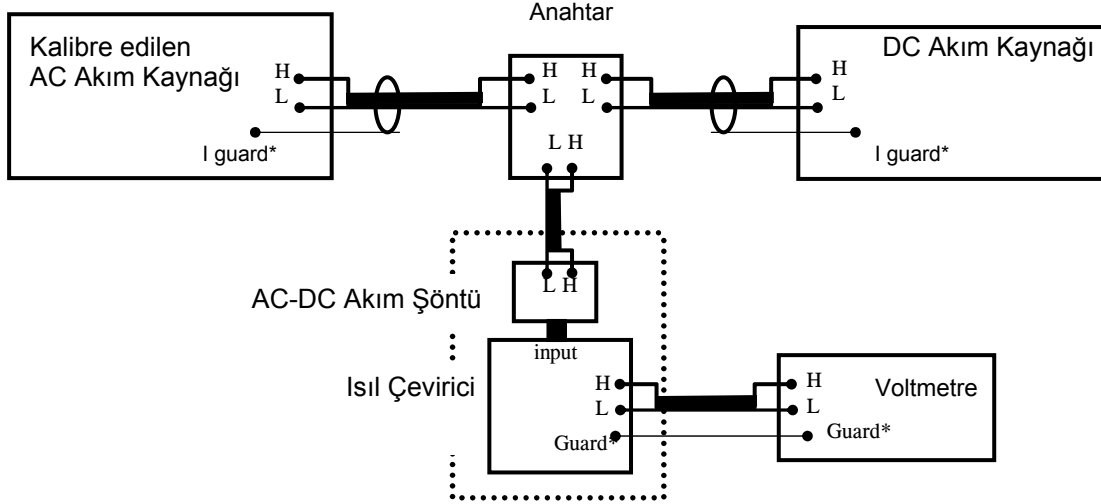 Anahtar
Kalibre edilen
AC Akım Kaynağı
H
L
I guard*
H
L
H
L
L H
DC Akım Kaynağı
H
L
I guard*
AC-DC Akım Şöntü
L H
input
Isıl Çevirici
H
L
Guard*
H
L
Guard*
Voltmetre